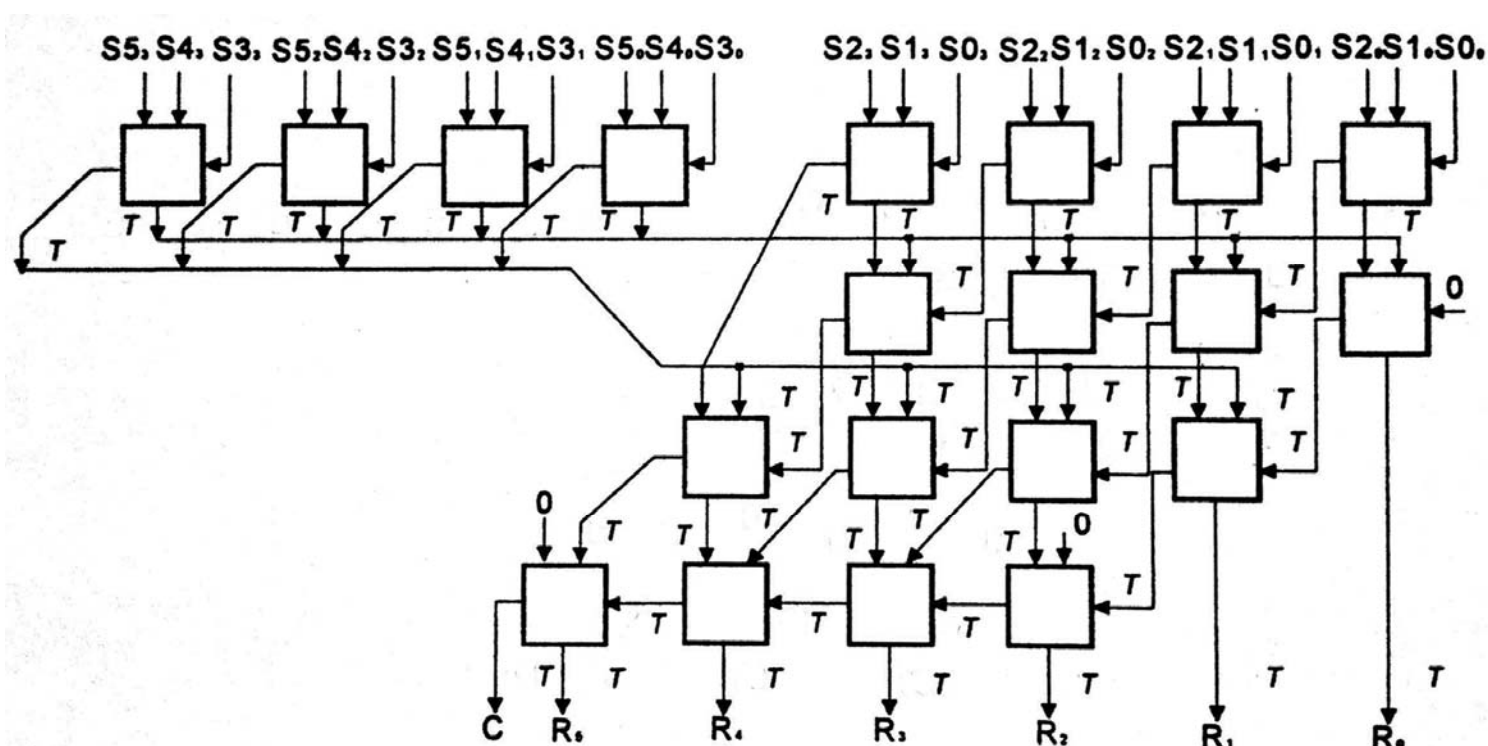 S5₃ S4₃ S3₃ S5₂ S4₂ S3₂ S5₁ S4₁ S3₁ S5₀ S4₀ S3₀ S2₃ S1₃ S0₃ S2₂ S1₂ S0₂ S2₁ S1₁ S0₁ S2₀ S1₀ S0₀
T T T T T T T T T T T
T
T T T 0
T T T T
T T T T
T T T T
0 T T T T T T 0
T
T T T
T T T T T T T
C R₅ R₄ R₃ R₂ R₁ R₀